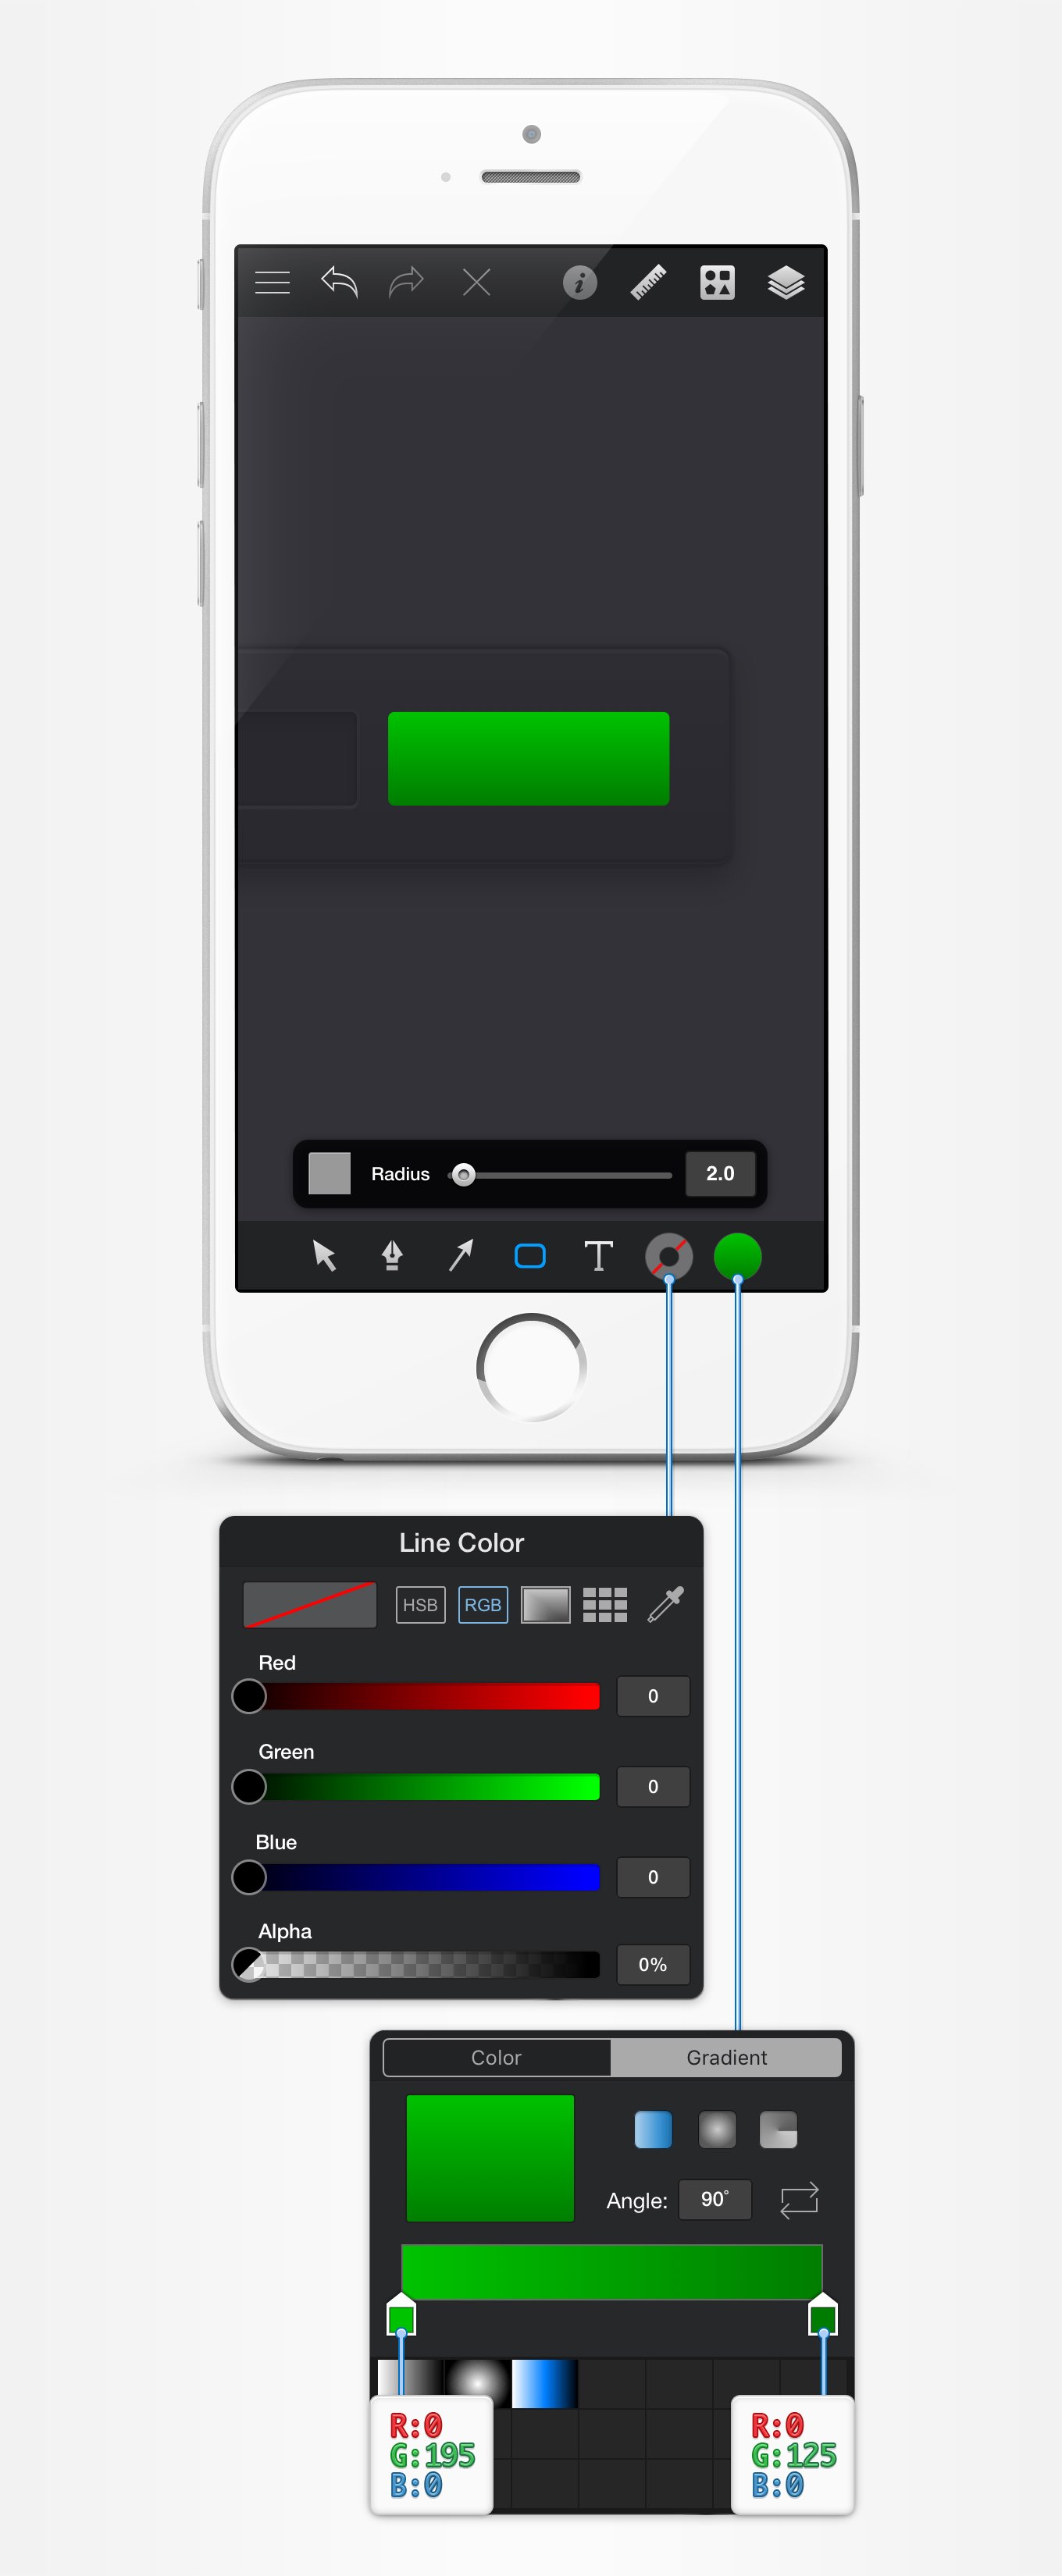 Radius 2.0
T
Line Color
HSB RGB
Red
0
Green
0
Blue
0
Alpha
0%
Color Gradient
Angle: 90°
R:0
G:195
B:0
R:0
G:125
B:0